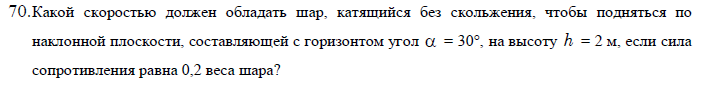 70.Какой скоростью должен обладать шар, катящийся без скольжения, чтобы подняться по
наклонной плоскости, составляющей с горизонтом угол α = 30°, на высоту h = 2 м, если сила
сопротивления равна 0,2 веса шара?